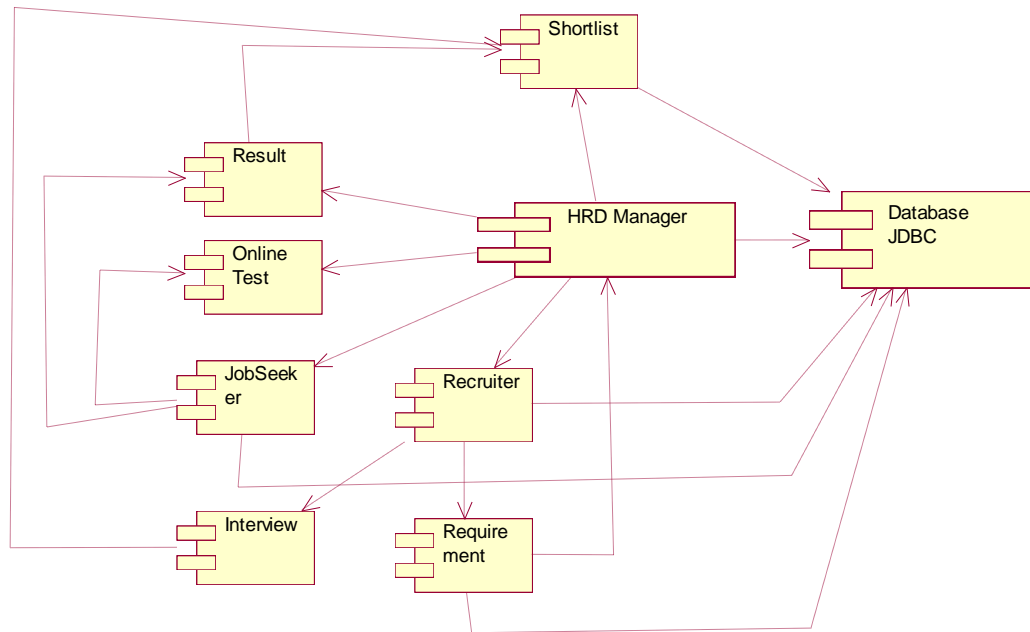 Shortlist
Result
HRD Manager
Database
JDBC
Online
Test
JobSeek
er
Recruiter
Interview
Require
ment